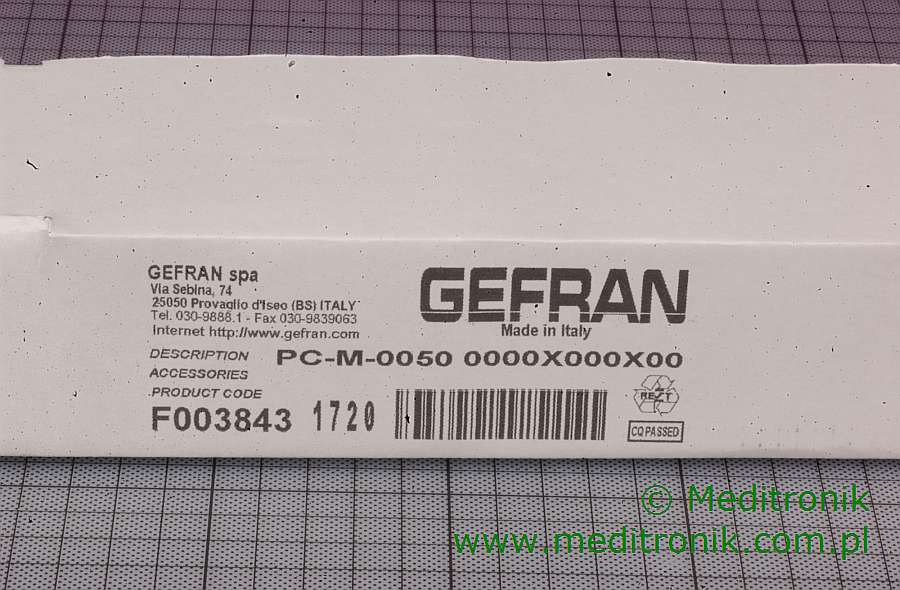 GEFRAN spa
Via Sebina, 74
25050 Provaglio d'Iseo (BS) ITALY
Tel. 030-9888.1 - Fax 030-9839063
Internet http://www.gefran.com
GEFRAN
Made in Italy
DESCRIPTION PC-M-0050 0000X000X00
ACCESSORIES
PRODUCT CODE
F003843 1720
RESY
CQ PASSED
© Meditronik
www.meditronik.com.pl